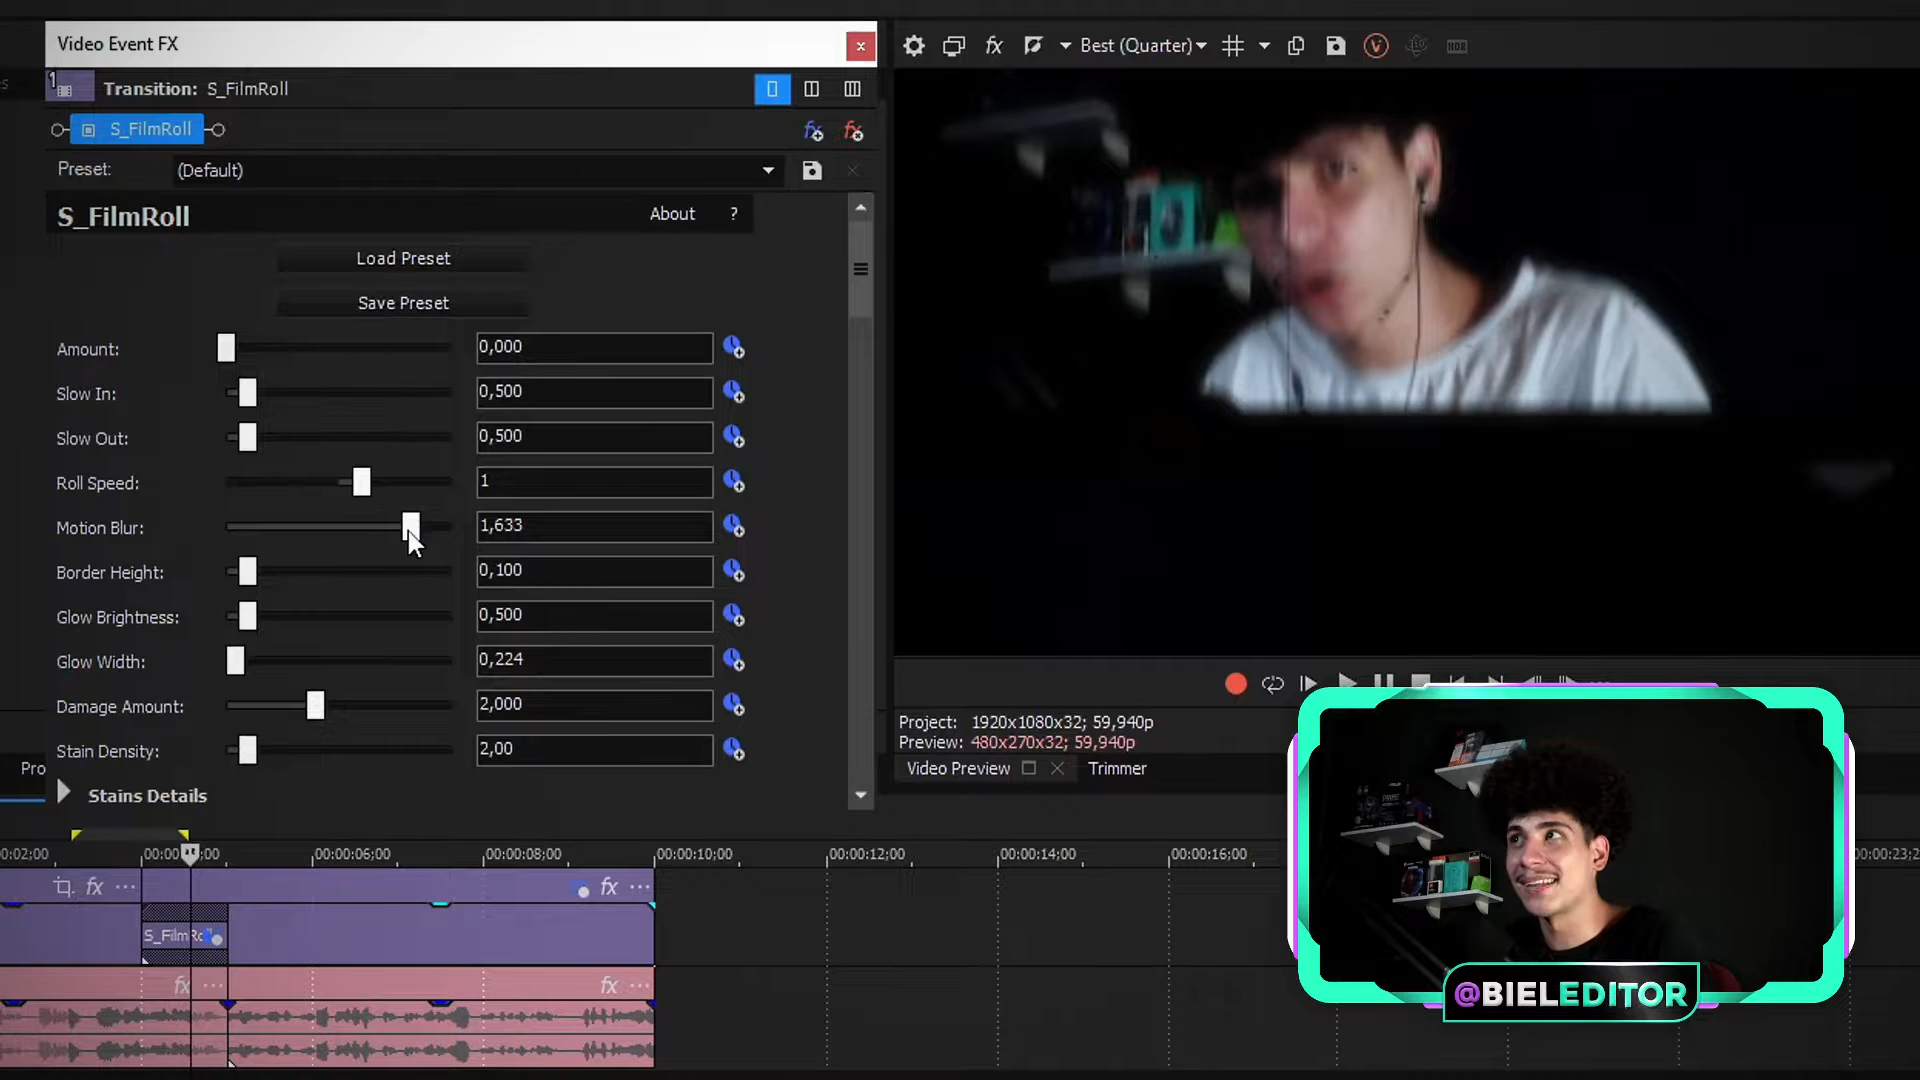 Video Event FX
Transition: S_FilmRoll
S_FilmRoll
Preset: (Default)
S_FilmRoll About ?
Load Preset
Save Preset
Amount: 0,000
Slow In: 0,500
Slow Out: 0,500
Roll Speed: 1
Motion Blur: 1,633
Border Height: 0,100
Glow Brightness: 0,500
Glow Width: 0,224
Damage Amount: 2,000
Stain Density: 2,00
Stains Details
Best (Quarter)
Project: 1920x1080x32; 59,940p
Preview: 480x270x32; 59,940p
Video Preview Trimmer
00:00:06;00 00:00:08;00 00:00:10;00 00:00:12;00 00:00:14;00 00:00:16;00
fx fx
fx fx
@BIELEDITOR